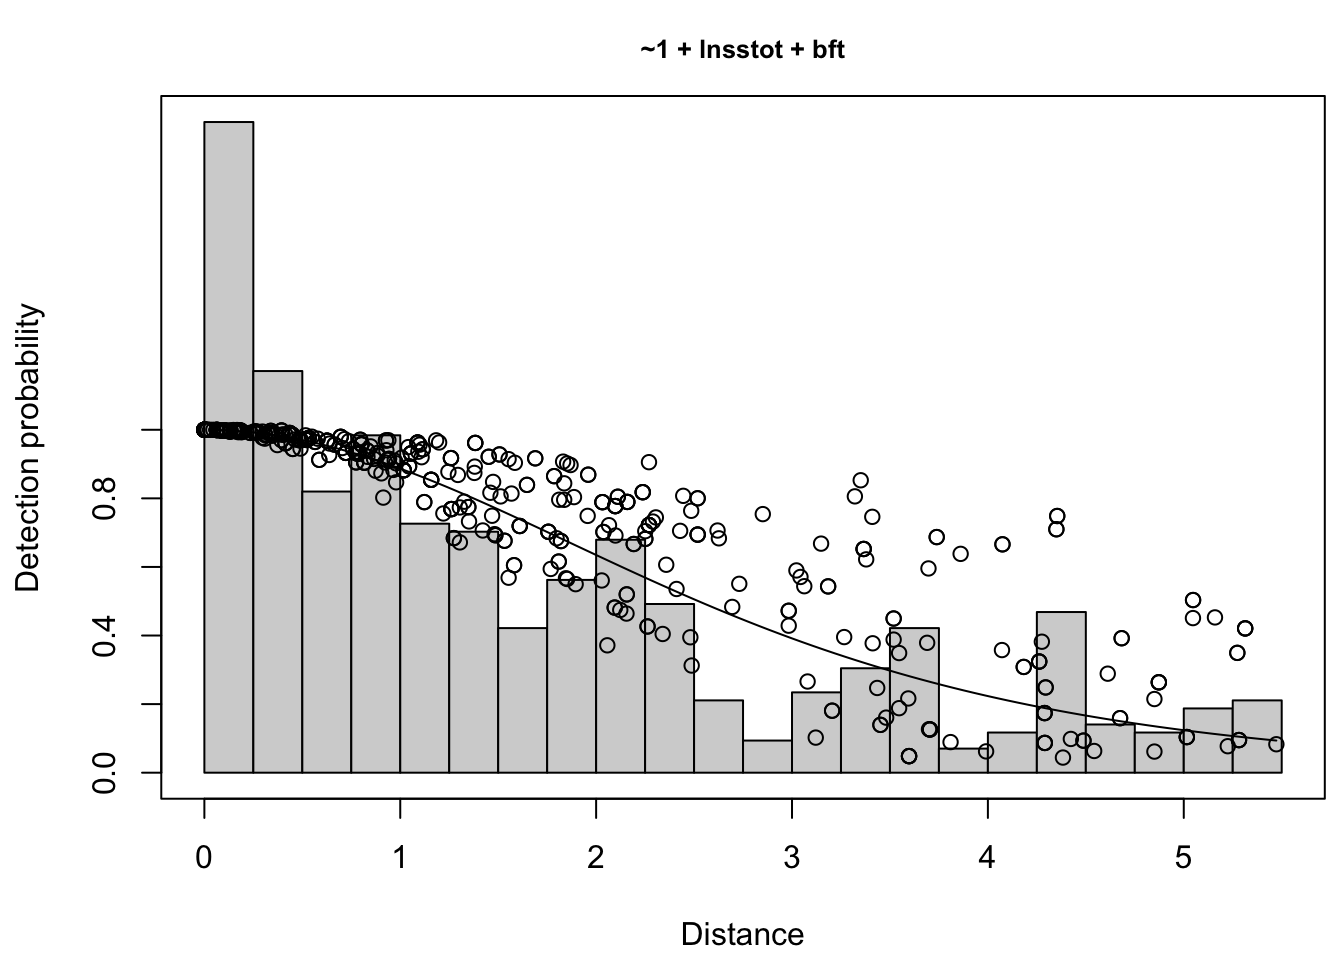 ~1 + lnsstot + bft
Detection probability
0.8
0.4
0.0
0 1 2 3 4 5
Distance